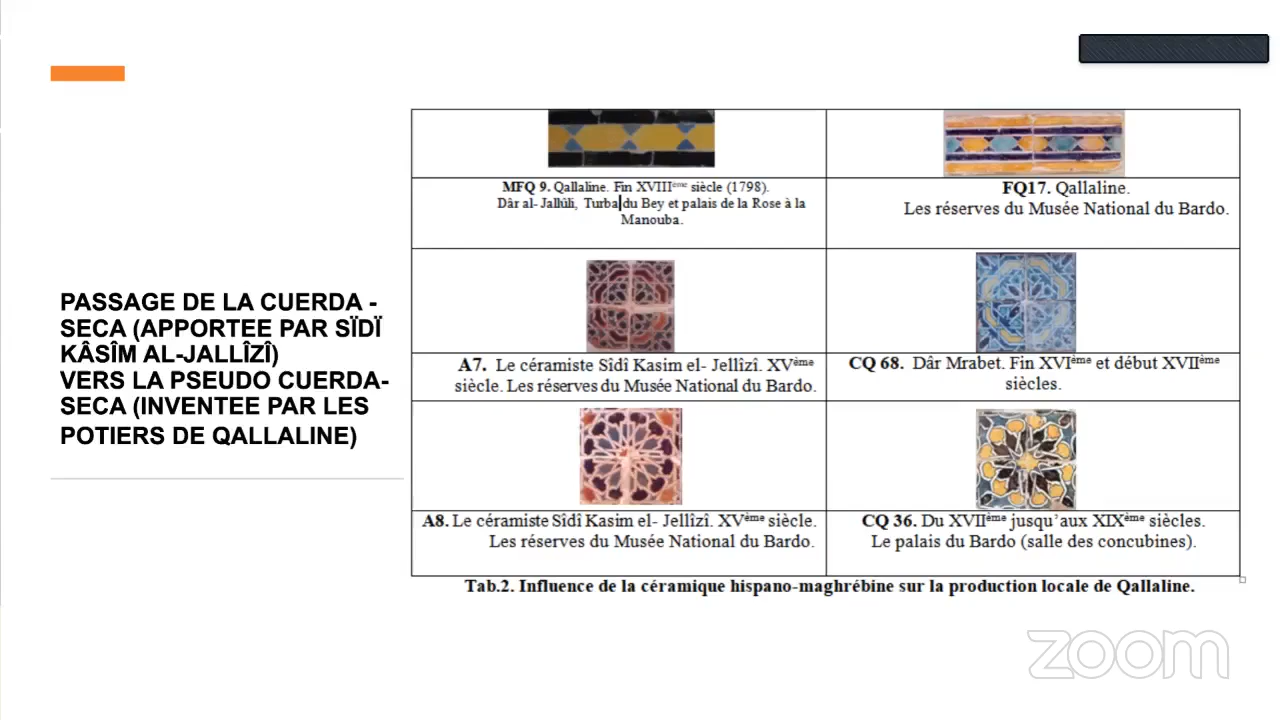 PASSAGE DE LA CUERDA -
SECA (APPORTEE PAR SÏDÏ
KÂSÎM AL-JALLÎZÎ)
VERS LA PSEUDO CUERDA-
SECA (INVENTEE PAR LES
POTIERS DE QALLALINE)
MFQ 9. Qallaline. Fin XVIIIème siècle (1798).
Dâr al- Jallûli, Turba du Bey et palais de la Rose à la
Manouba.
FQ17. Qallaline.
Les réserves du Musée National du Bardo.
A7. Le céramiste Sîdî Kasim el- Jellîzî. XVème
siècle. Les réserves du Musée National du Bardo.
CQ 68. Dâr Mrabet. Fin XVIème et début XVIIème
siècles.
A8. Le céramiste Sîdî Kasim el- Jellîzî. XVème siècle.
Les réserves du Musée National du Bardo.
CQ 36. Du XVIIème jusqu'aux XIXème siècles.
Le palais du Bardo (salle des concubines).
Tab.2. Influence de la céramique hispano-maghrébine sur la production locale de Qallaline.
zoom